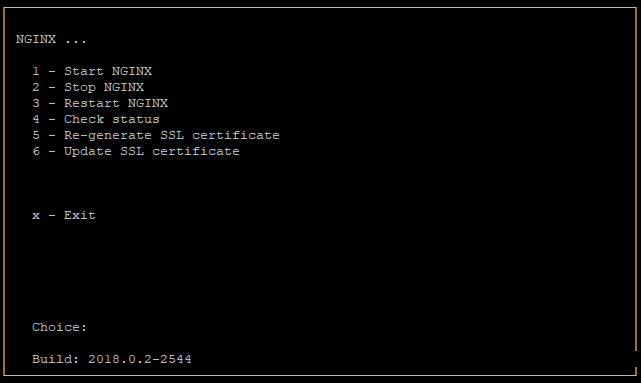 NGINX ...
1 - Start NGINX
2 - Stop NGINX
3 - Restart NGINX
4 - Check status
5 - Re-generate SSL certificate
6 - Update SSL certificate
x - Exit
Choice:
Build: 2018.0.2-2544